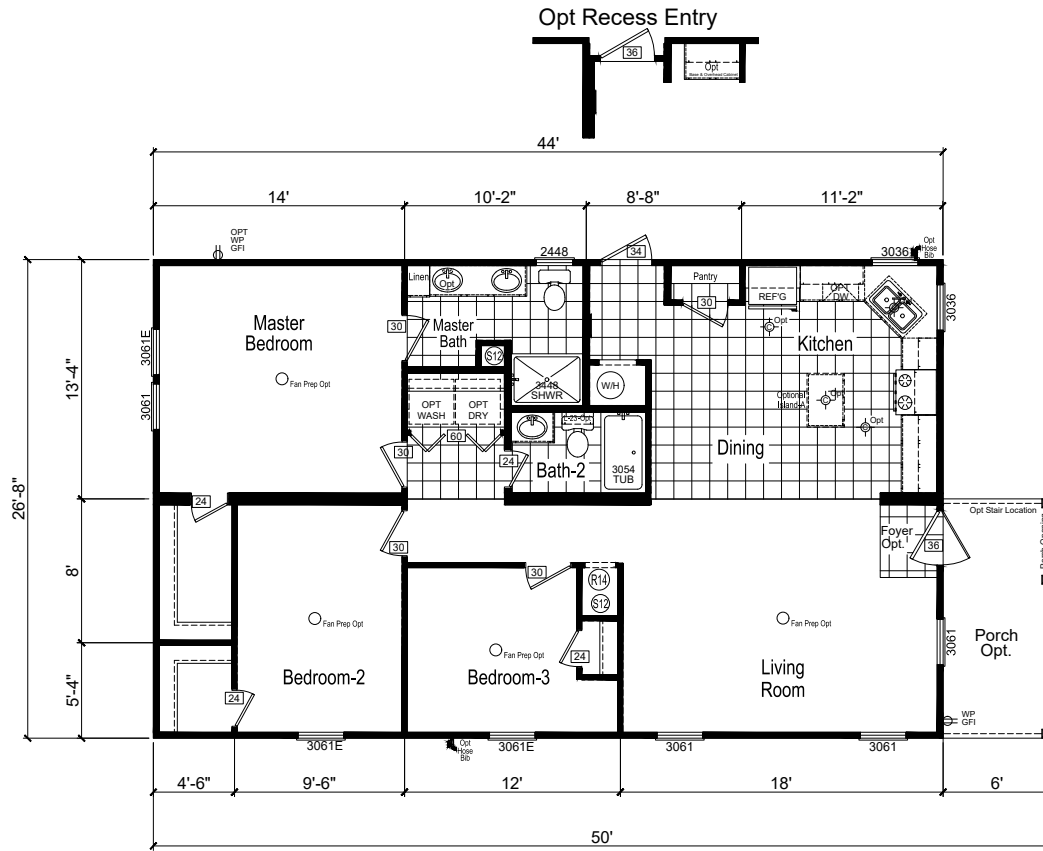 Opt Recess Entry
36
Opt
Base & Overhead Cabinet
44'
14'
10'-2"
8'-8"
11'-2"
OPT
WP
GFI
2448
34
3036
Opt
Hose
Bib
Linen
Opt
Pantry
30
REF'G
OPT
DW
3036
Master
Bedroom
30
Master
Bath
S12
Opt
Kitchen
3061E
3061
Fan Prep Opt
13'-4"
26'-8"
3448
SHWR
W/H
OPT
WASH
OPT
DRY
60
Optional
Island-A
Opt
Opt
30
24
L-23-Opt
Bath-2
3054
TUB
Dining
24
30
Foyer
Opt.
36
Opt Stair Location
8'
30
R14
S12
Fan Prep Opt
Fan Prep Opt
Fan Prep Opt
24
3061
Porch
Opt.
Bedroom-2
Bedroom-3
Living
Room
5'-4"
24
WP
GFI
3061E
Opt
Hose
Bib
3061E
3061
3061
4'-6"
9'-6"
12'
18'
6'
50'